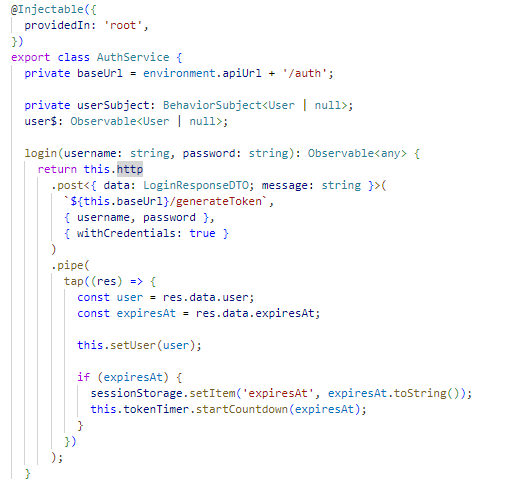 @Injectable({
  providedIn: 'root',
})
export class AuthService {
  private baseUrl = environment.apiUrl + '/auth';

  private userSubject: BehaviorSubject<User | null>;
  user$: Observable<User | null>;

  login(username: string, password: string): Observable<any> {
    return this.http
      .post<{ data: LoginResponseDTO; message: string }>(
        `${this.baseUrl}/generateToken`,
        { username, password },
        { withCredentials: true }
      )
      .pipe(
        tap((res) => {
          const user = res.data.user;
          const expiresAt = res.data.expiresAt;

          this.setUser(user);

          if (expiresAt) {
            sessionStorage.setItem('expiresAt', expiresAt.toString());
            this.tokenTimer.startCountdown(expiresAt);
          }
        })
      );
  }